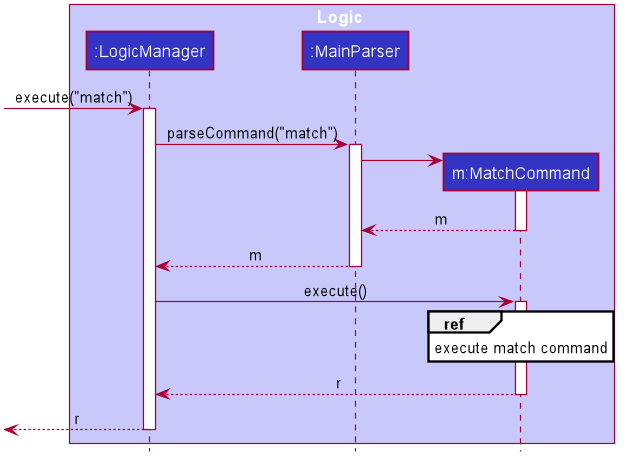 Logic
:LogicManager
:MainParser
execute("match")
parseCommand("match")
m:MatchCommand
m
m
execute()
ref
execute match command
r
r